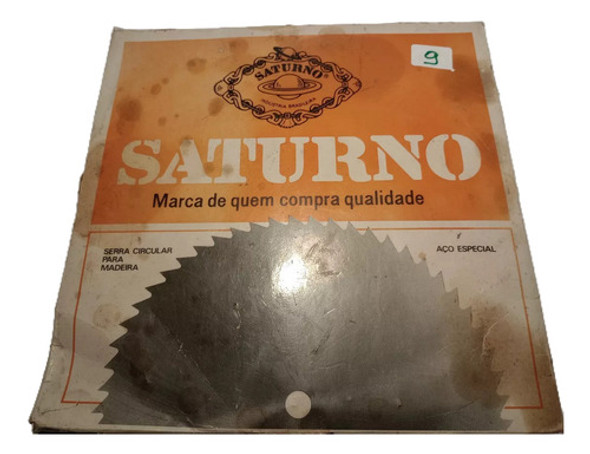 SATURNO
INDÚSTRIA BRASILEIRA
9
SATURNO
Marca de quem compra qualidade
SERRA CIRCULAR
PARA
MADEIRA
AÇO ESPECIAL